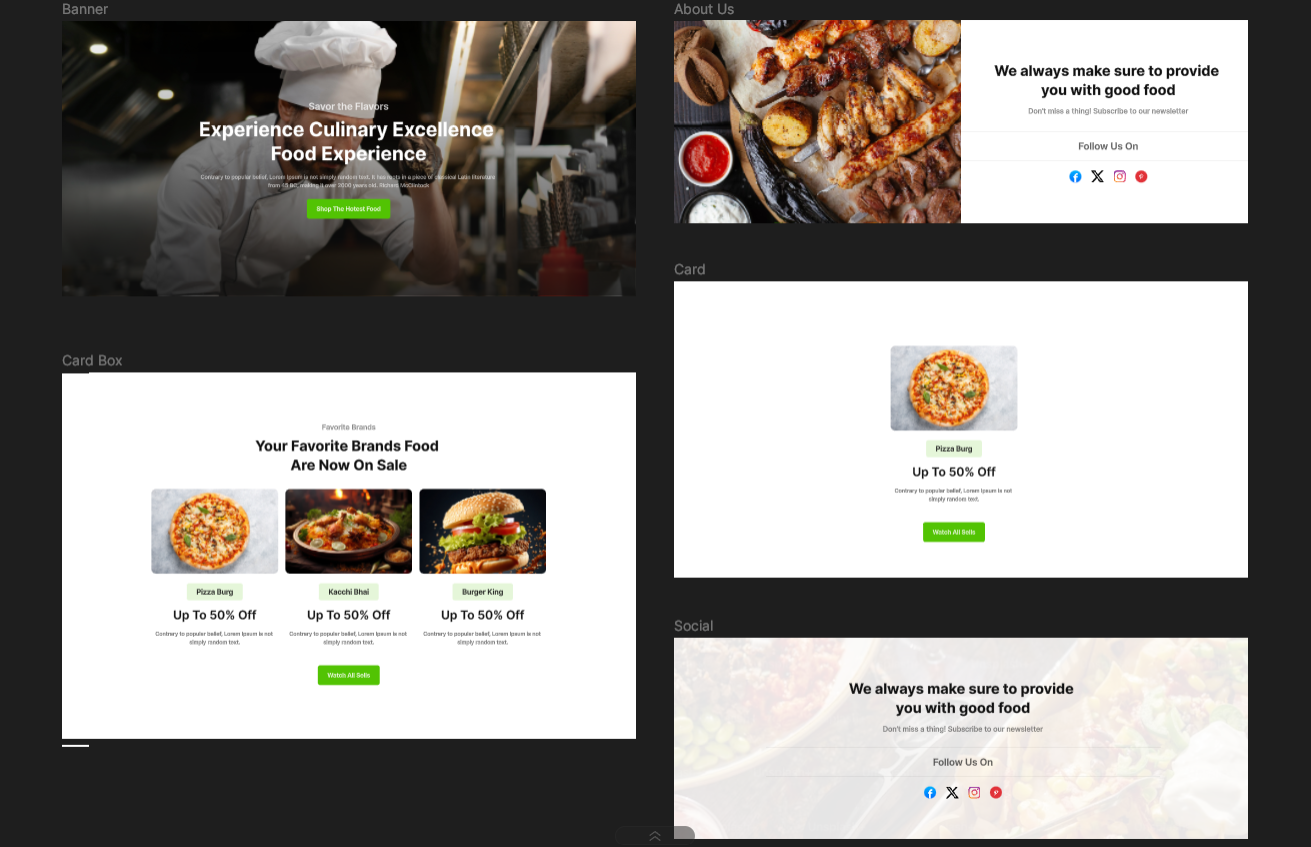 Banner
Savor the Flavors
Experience Culinary Excellence
Food Experience
Contrary to popular belief, Lorem Ipsum is not simply random text. It has roots in a piece of classical Latin literature
from 45 BC, making it over 2000 years old. Richard McClintock
Shop The Hotest Food
Card Box
Favorite Brands
Your Favorite Brands Food
Are Now On Sale
Pizza Burg
Kacchi Bhai
Burger King
Up To 50% Off
Up To 50% Off
Up To 50% Off
Contrary to populer belief, Lorem Ipsum is not
simply random text.
Contrary to populer belief, Lorem Ipsum is not
simply random text.
Contrary to populer belief, Lorem Ipsum is not
simply random text.
Watch All Sells
About Us
We always make sure to provide
you with good food
Don't miss a thing! Subscribe to our newsletter
Follow Us On
Card
Pizza Burg
Up To 50% Off
Contrary to populer belief, Lorem Ipsum is not
simply random text.
Watch All Sells
Social
We always make sure to provide
you with good food
Don't miss a thing! Subscribe to our newsletter
Follow Us On